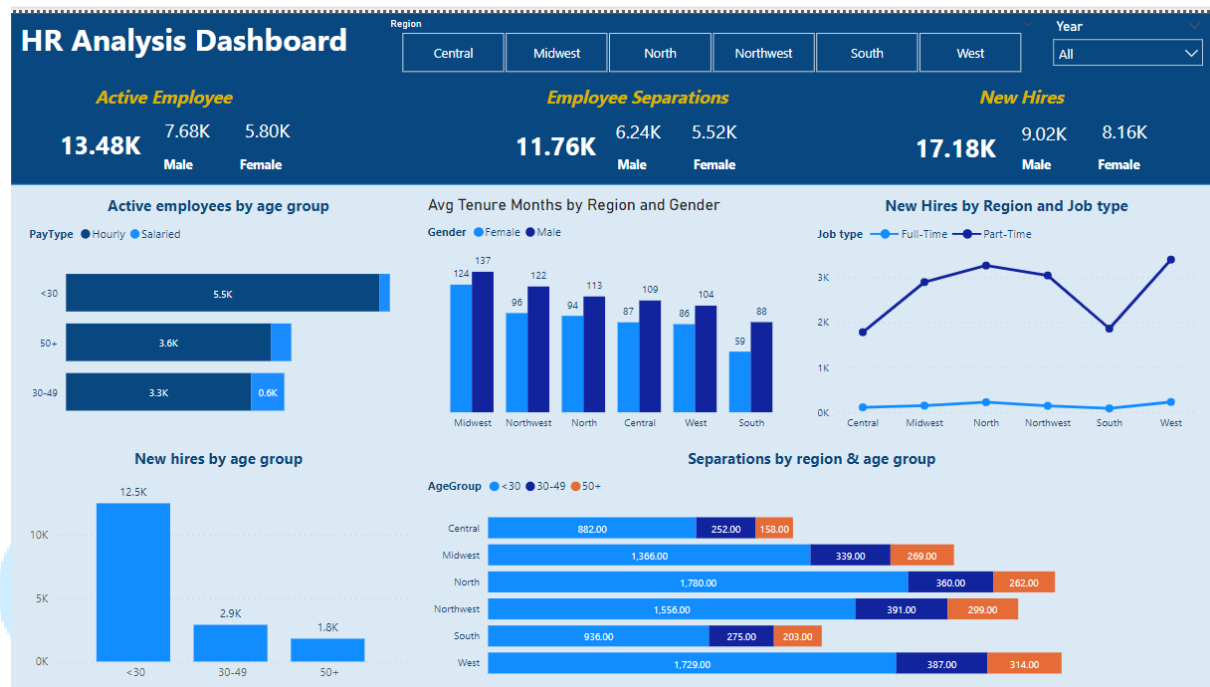 HR Analysis Dashboard
Region
Central Midwest North Northwest South West
Year
All
Active Employee
13.48K
7.68K 5.80K
Male Female
Employee Separations
11.76K
6.24K 5.52K
Male Female
New Hires
17.18K
9.02K 8.16K
Male Female
Active employees by age group
PayType Hourly Salaried
<30 5.5K
50+ 3.6K
30-49 3.3K 0.6K
Avg Tenure Months by Region and Gender
Gender Female Male
124 137 96 122 94 113 87 109 86 104 59 88
Midwest Northwest North Central West South
New Hires by Region and Job type
Job type Full-Time Part-Time
3K
2K
1K
0K
Central Midwest North Northwest South West
New hires by age group
12.5K
10K
5K
2.9K
1.8K
0K
<30 30-49 50+
Separations by region & age group
AgeGroup <30 30-49 50+
Central 882.00 252.00 158.00
Midwest 1,366.00 339.00 269.00
North 1,780.00 360.00 262.00
Northwest 1,556.00 391.00 299.00
South 936.00 275.00 203.00
West 1,729.00 387.00 314.00